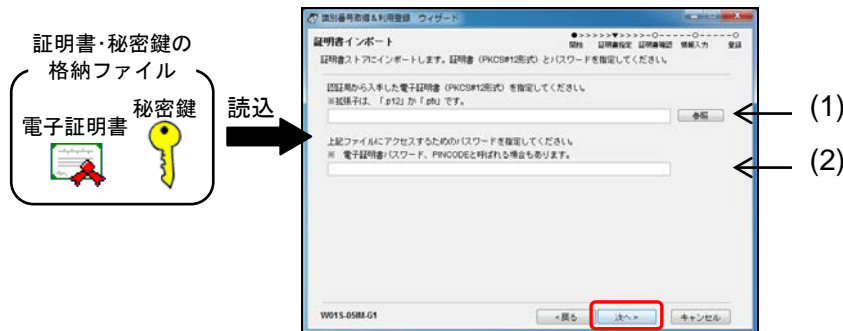 証明書･秘密鍵の
格納ファイル
電子証明書
秘密鍵
読込
識別番号取得&利用登録 ウィザード
証明書インポート
●>>>>>▼>>>>>-○-----○-----○
開始 証明書指定 証明書確認 情報入力 登録
証明書ストアにインポートします。証明書（PKCS#12形式）とパスワードを指定してください。
認証局から入手した電子証明書（PKCS#12形式）を指定してください。
※拡張子は、「.p12」か「.pfx」です。
参照
(1)
上記ファイルにアクセスするためのパスワードを指定してください。
※ 電子証明書パスワード、PINCODEと呼ばれる場合もあります。
(2)
W01S-05BB-G1
<戻る
次へ>
キャンセル